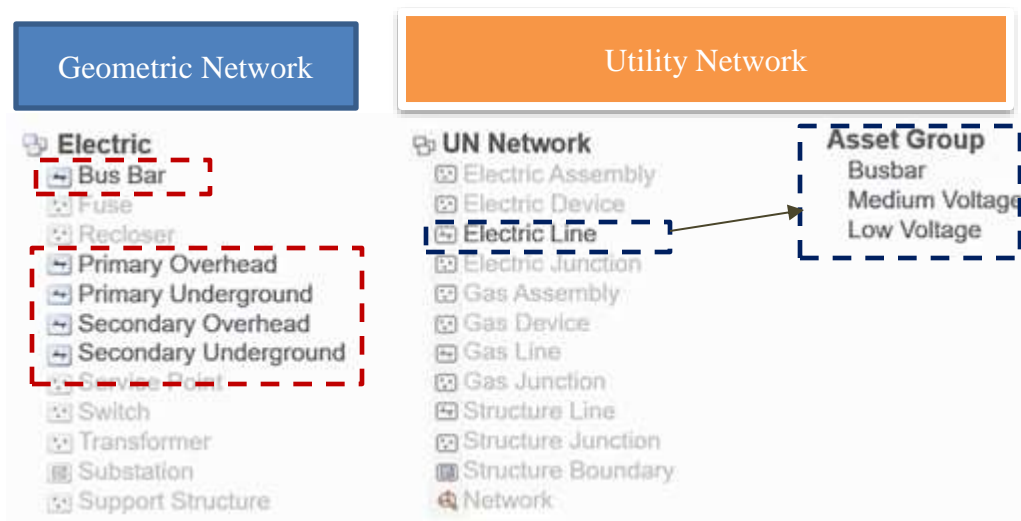 Geometric Network
Utility Network
Electric
Bus Bar
Fuse
Recloser
Primary Overhead
Primary Underground
Secondary Overhead
Secondary Underground
Service Point
Switch
Transformer
Substation
Support Structure
UN Network
Electric Assembly
Electric Device
Electric Line
Electric Junction
Gas Assembly
Gas Device
Gas Line
Gas Junction
Structure Line
Structure Junction
Structure Boundary
Network
Asset Group
Busbar
Medium Voltage
Low Voltage